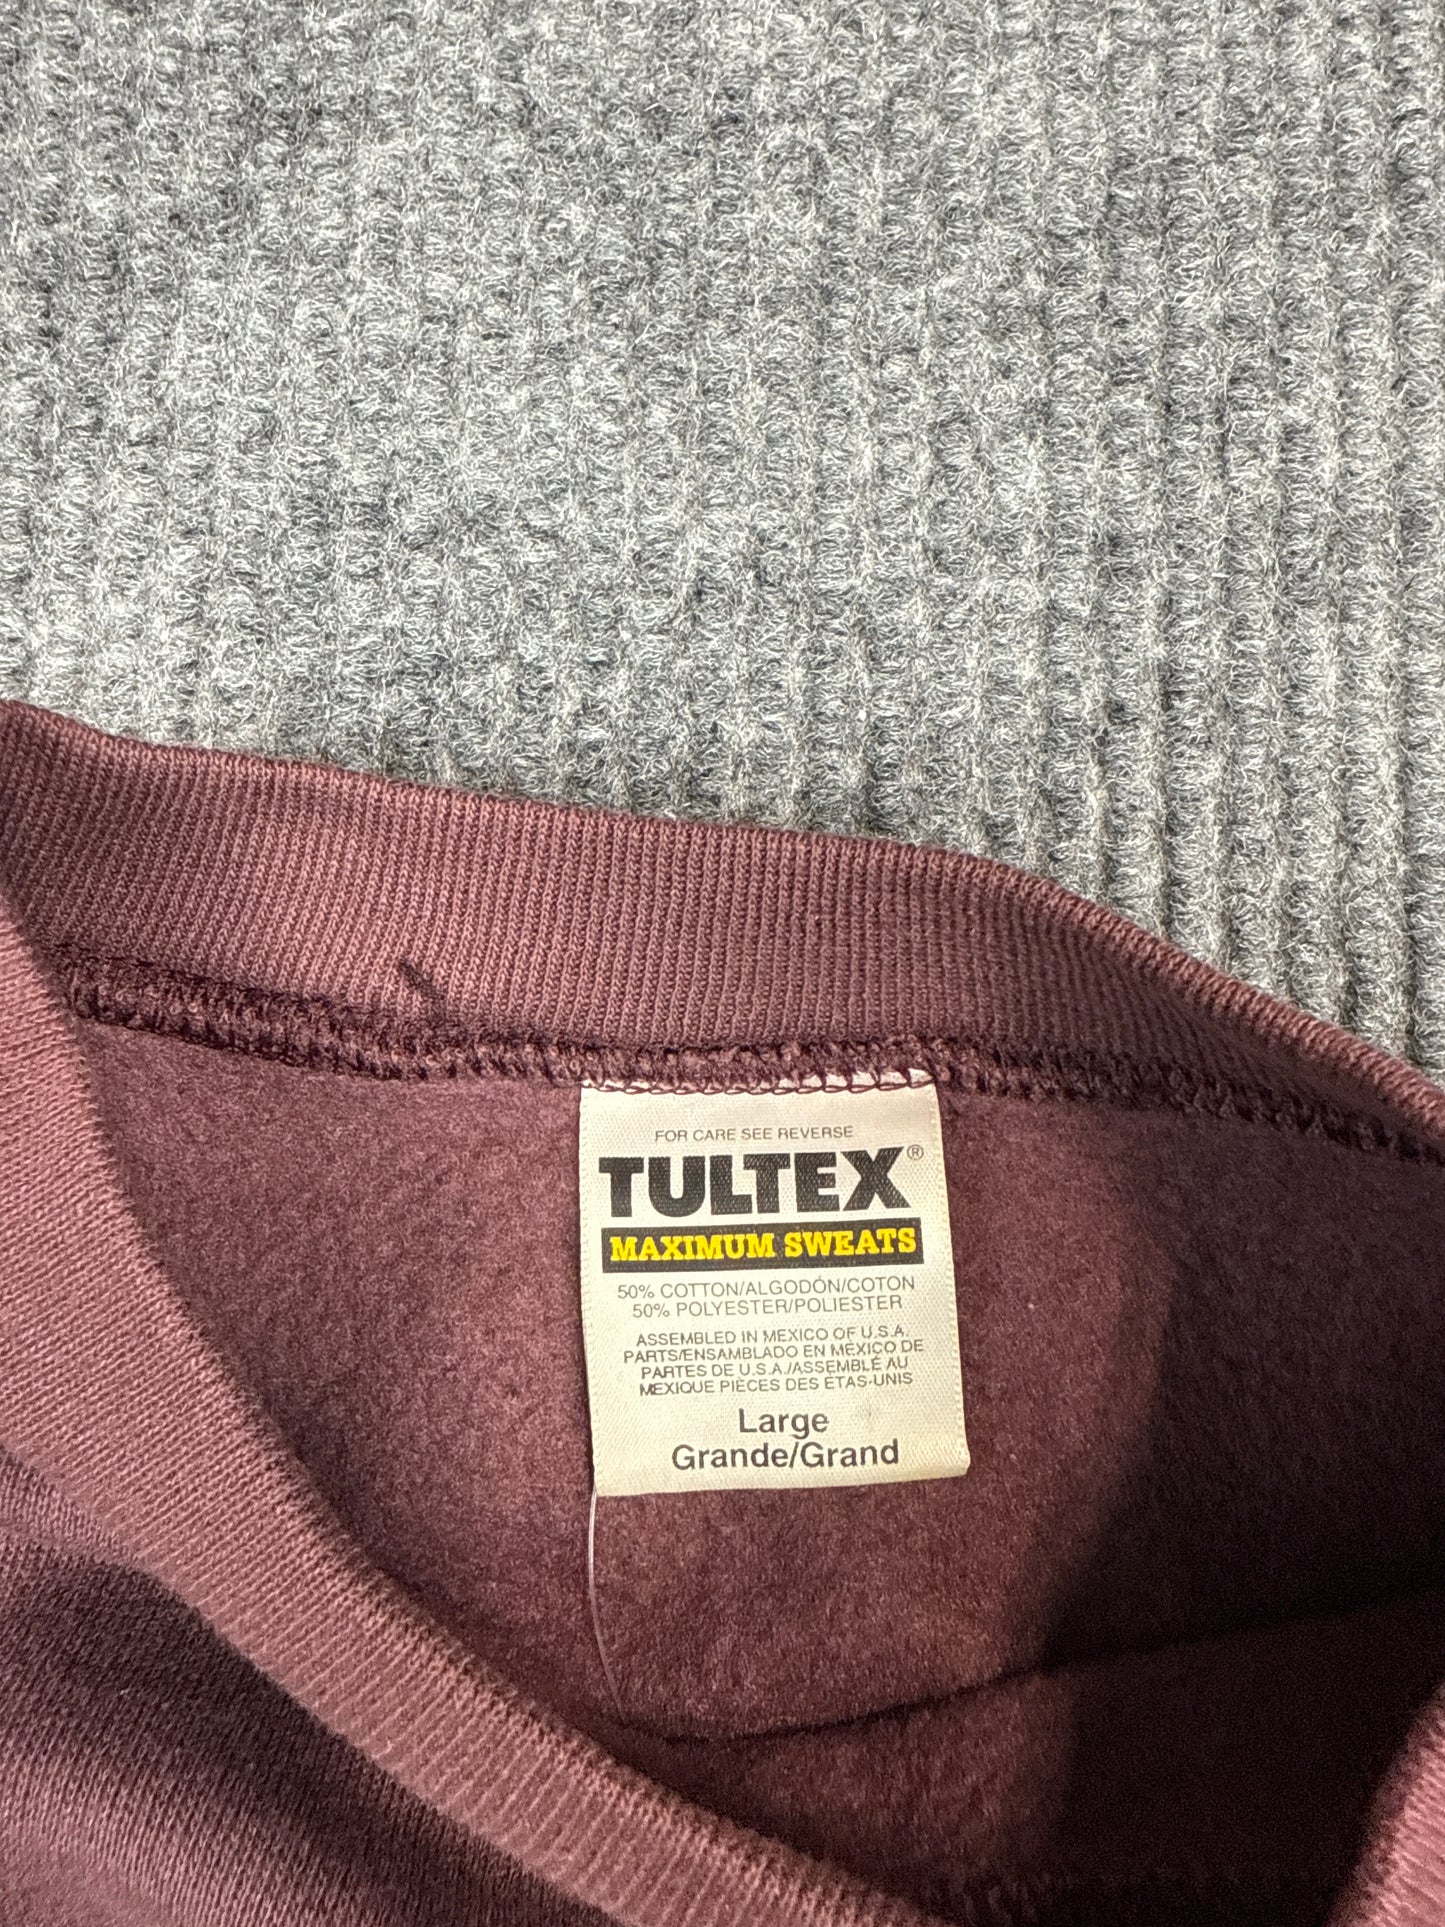 FOR CARE SEE REVERSE
TULTEX®
MAXIMUM SWEATS
50% COTTON/ALGODÓN/COTON
50% POLYESTER/POLIESTER
ASSEMBLED IN MEXICO OF U.S.A.
PARTS/ENSAMBLADO EN MÉXICO DE
PARTES DE U.S.A./ASSEMBLÉ AU
MEXIQUE PIÈCES DES ÉTAS-UNIS
Large
Grande/Grand